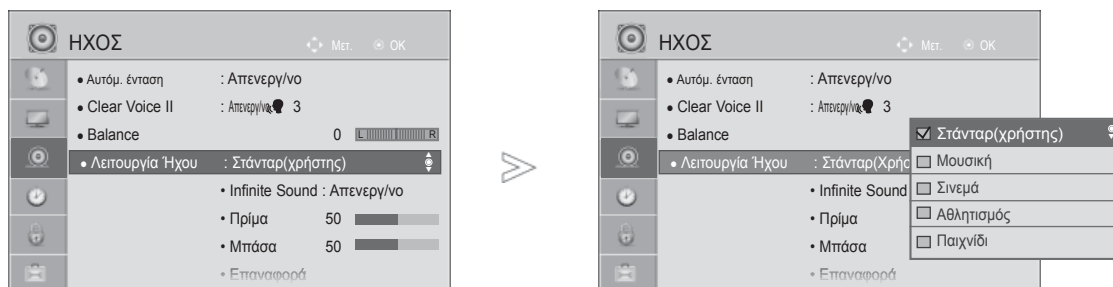 ΗΧΟΣ Μετ. OK
• Αυτόμ. ένταση : Απενεργ/νο
• Clear Voice II : Απενεργ/νο 3
• Balance 0 L R
• Λειτουργία Ήχου : Στάνταρ(χρήστης)
• Infinite Sound : Απενεργ/νο
• Πρίμα 50
• Μπάσα 50
• Επαναφορά
ΗΧΟΣ Μετ. OK
• Αυτόμ. ένταση : Απενεργ/νο
• Clear Voice II : Απενεργ/νο 3
• Balance
• Λειτουργία Ήχου : Στάνταρ(Χρής
• Infinite Sound
• Πρίμα
• Μπάσα
• Επαναφορά
Στάνταρ(χρήστης)
Μουσική
Σινεμά
Αθλητισμός
Παιχνίδι